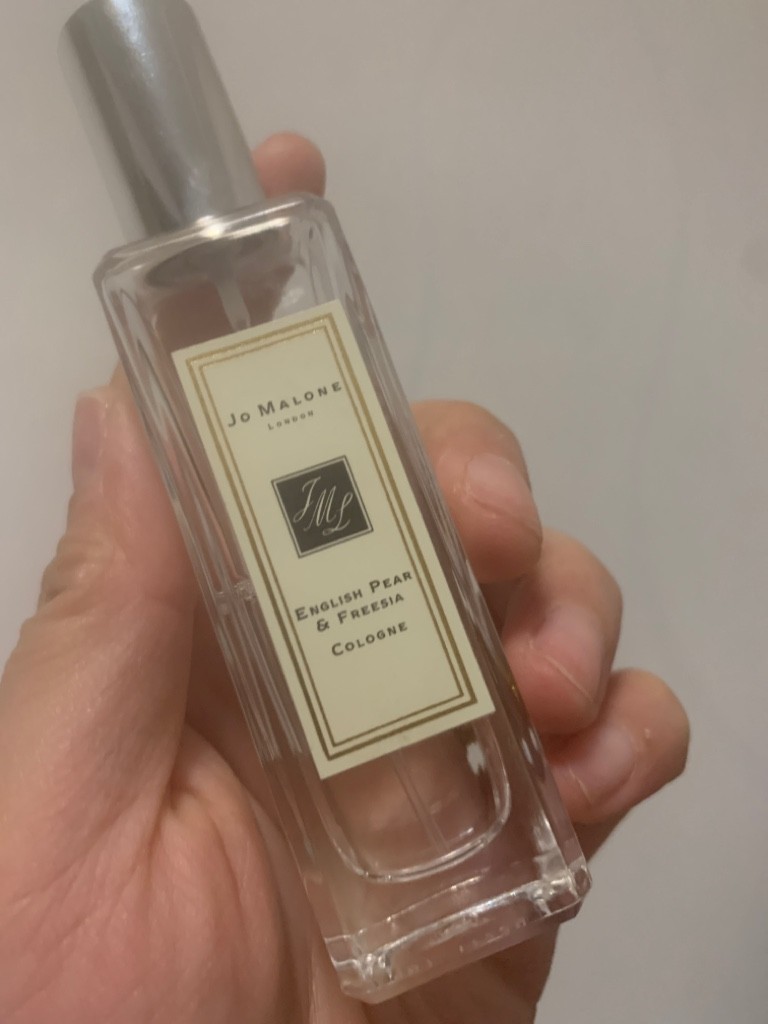 Jo Malone
London
JML
English Pear
& Freesia
Cologne